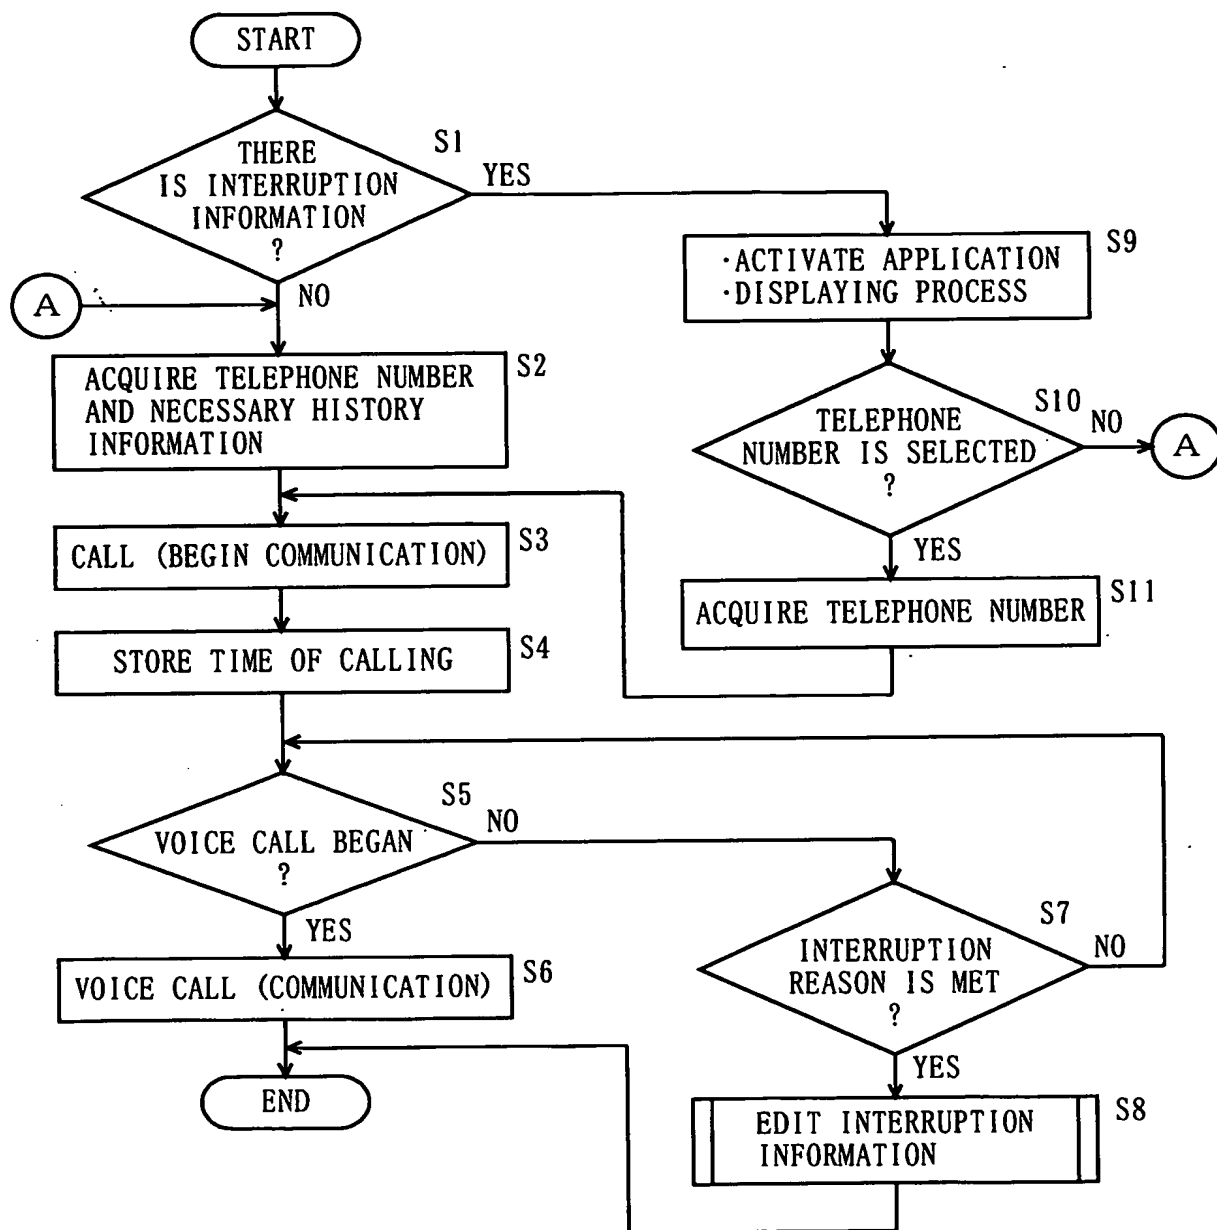 START
S1
THERE
IS INTERRUPTION
INFORMATION
?
YES
NO
A
S9
·ACTIVATE APPLICATION
·DISPLAYING PROCESS
S2
ACQUIRE TELEPHONE NUMBER
AND NECESSARY HISTORY
INFORMATION
S10
TELEPHONE
NUMBER IS SELECTED
?
NO
A
YES
S3
CALL (BEGIN COMMUNICATION)
S11
ACQUIRE TELEPHONE NUMBER
S4
STORE TIME OF CALLING
S5
VOICE CALL BEGAN
?
NO
YES
S7
INTERRUPTION
REASON IS MET
?
NO
YES
S6
VOICE CALL (COMMUNICATION)
END
S8
EDIT INTERRUPTION
INFORMATION